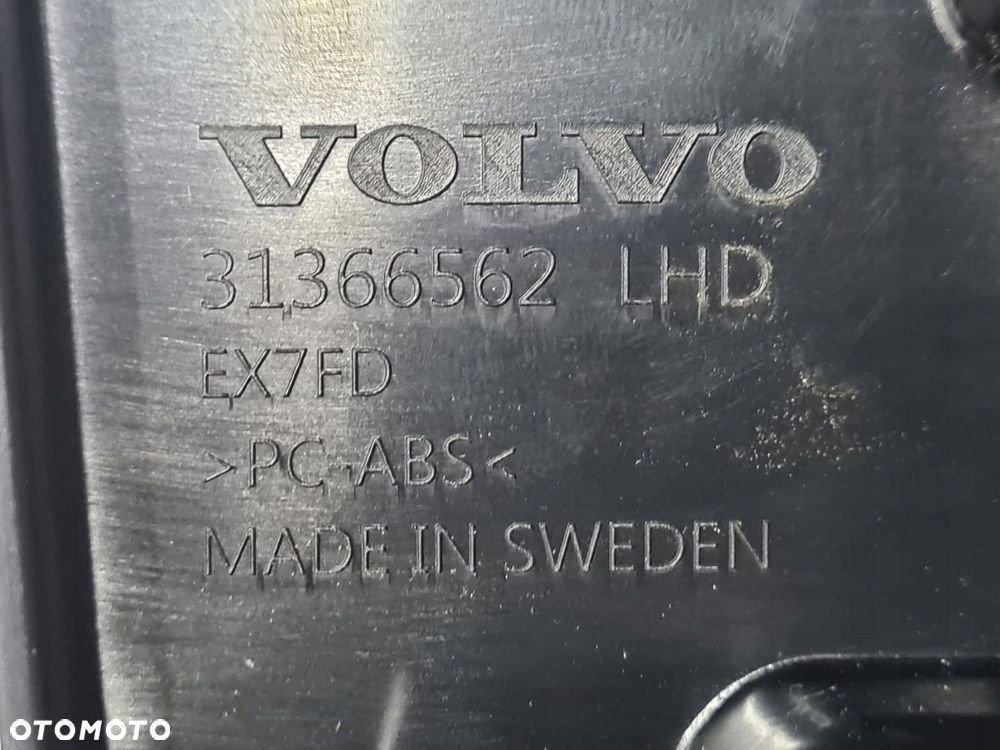 VOLVO
31366562 LHD
EX7FD
>PC-ABS<
MADE IN SWEDEN
OTOMOTO